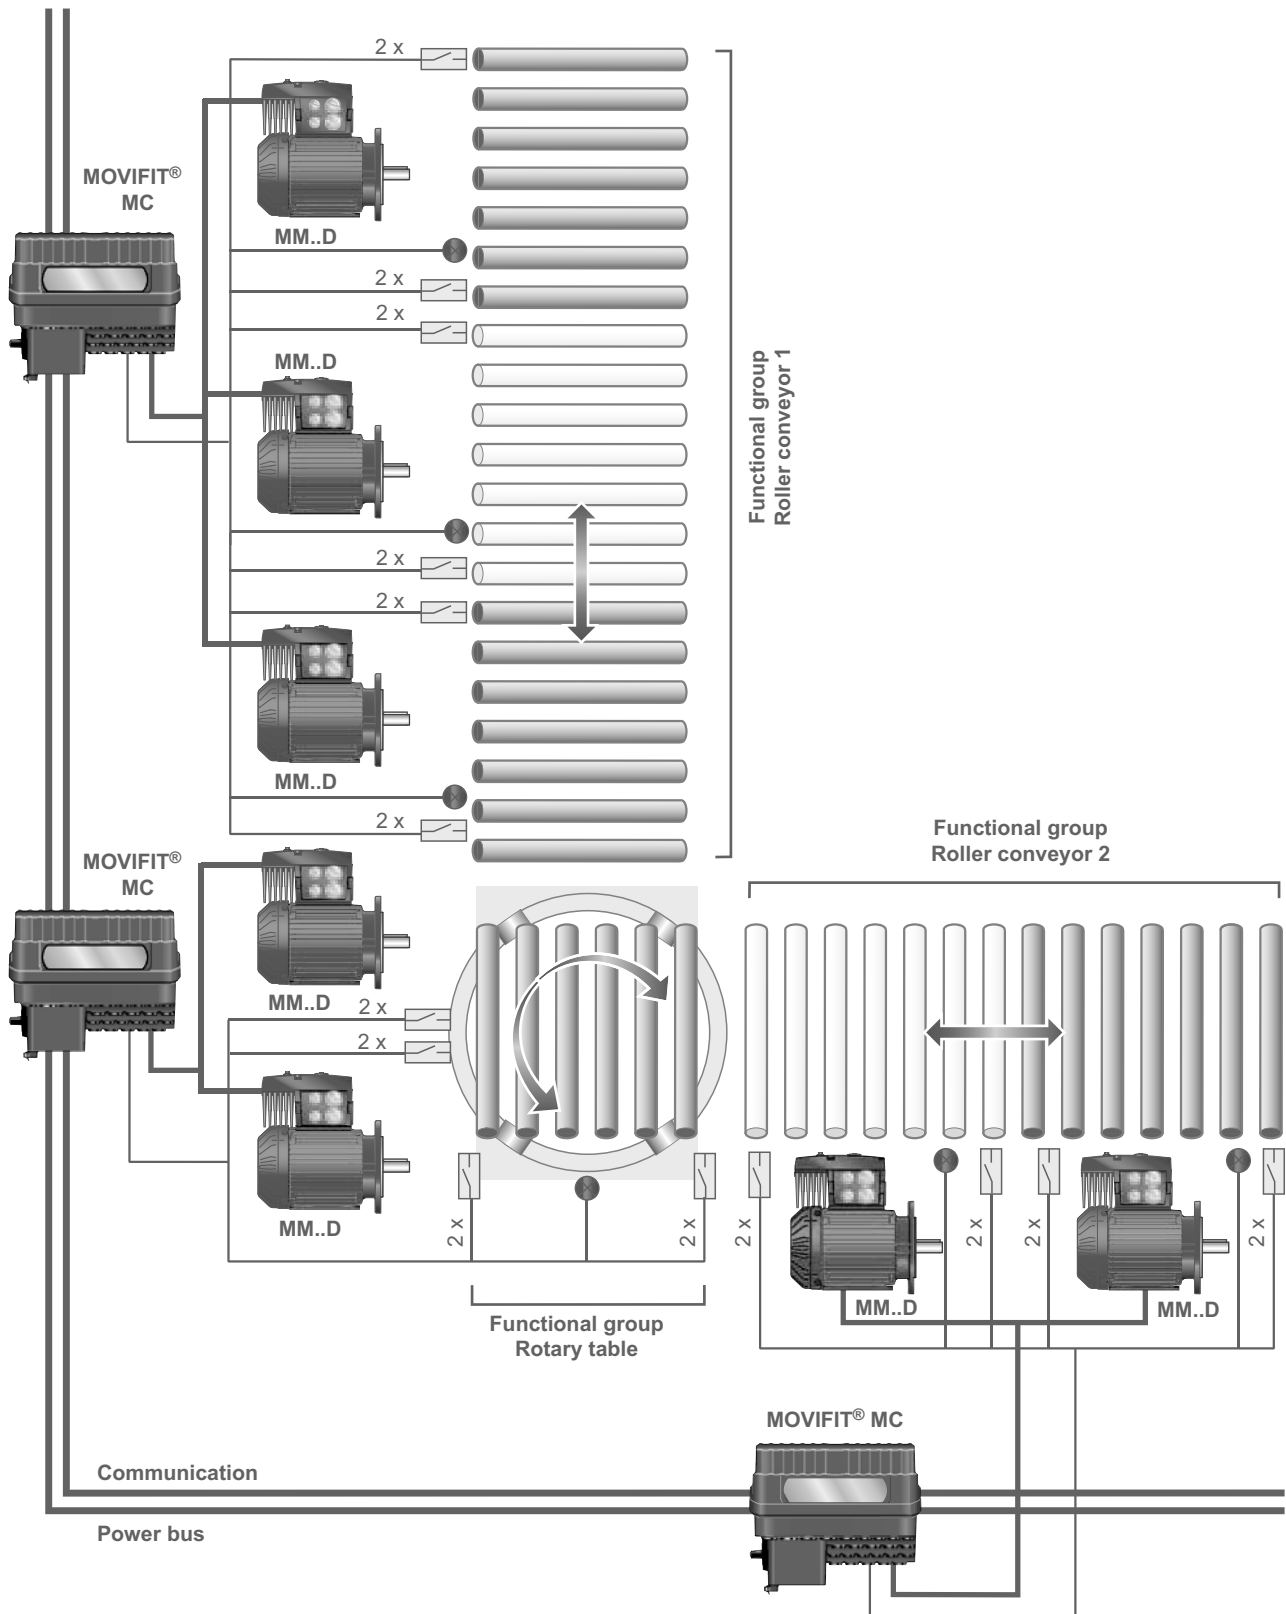 2 x
MOVIFIT®
MC
MM..D
2 x
2 x
MM..D
Functional group
Roller conveyor 1
2 x
2 x
MM..D
2 x
Functional group
Roller conveyor 2
MOVIFIT®
MC
MM..D
2 x
2 x
MM..D
2 x
2 x
2 x
2 x
2 x
2 x
MM..D
MM..D
Functional group
Rotary table
MOVIFIT® MC
Communication
Power bus